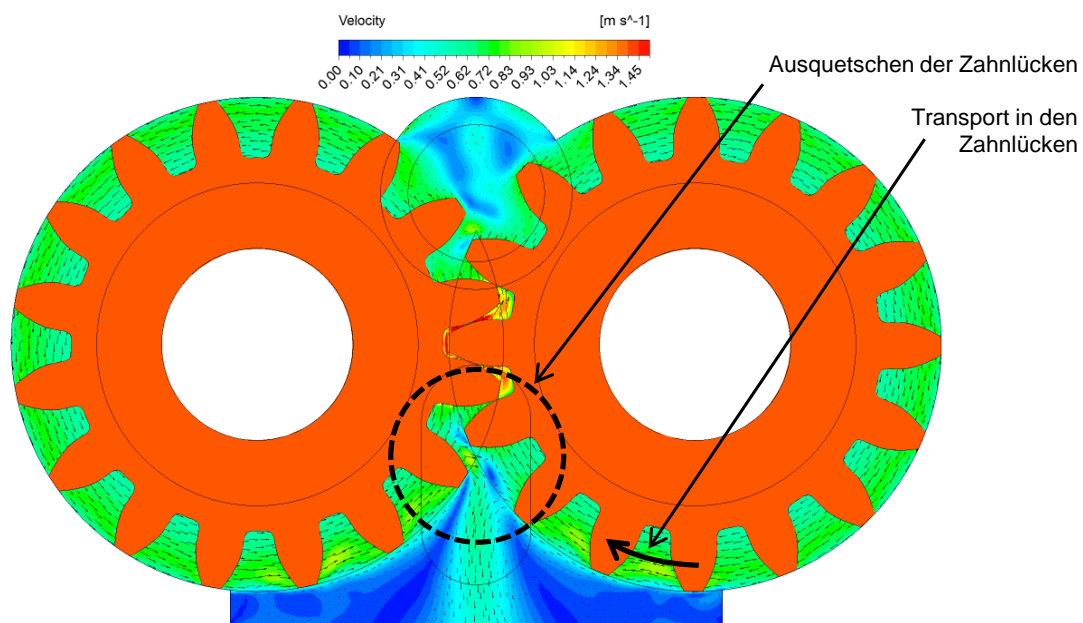 Velocity
[m s^-1]
0.00 0.10 0.21 0.31 0.41 0.52 0.62 0.72 0.83 0.93 1.03 1.14 1.24 1.34 1.45
Ausquetschen der Zahnlücken
Transport in den
Zahnlücken